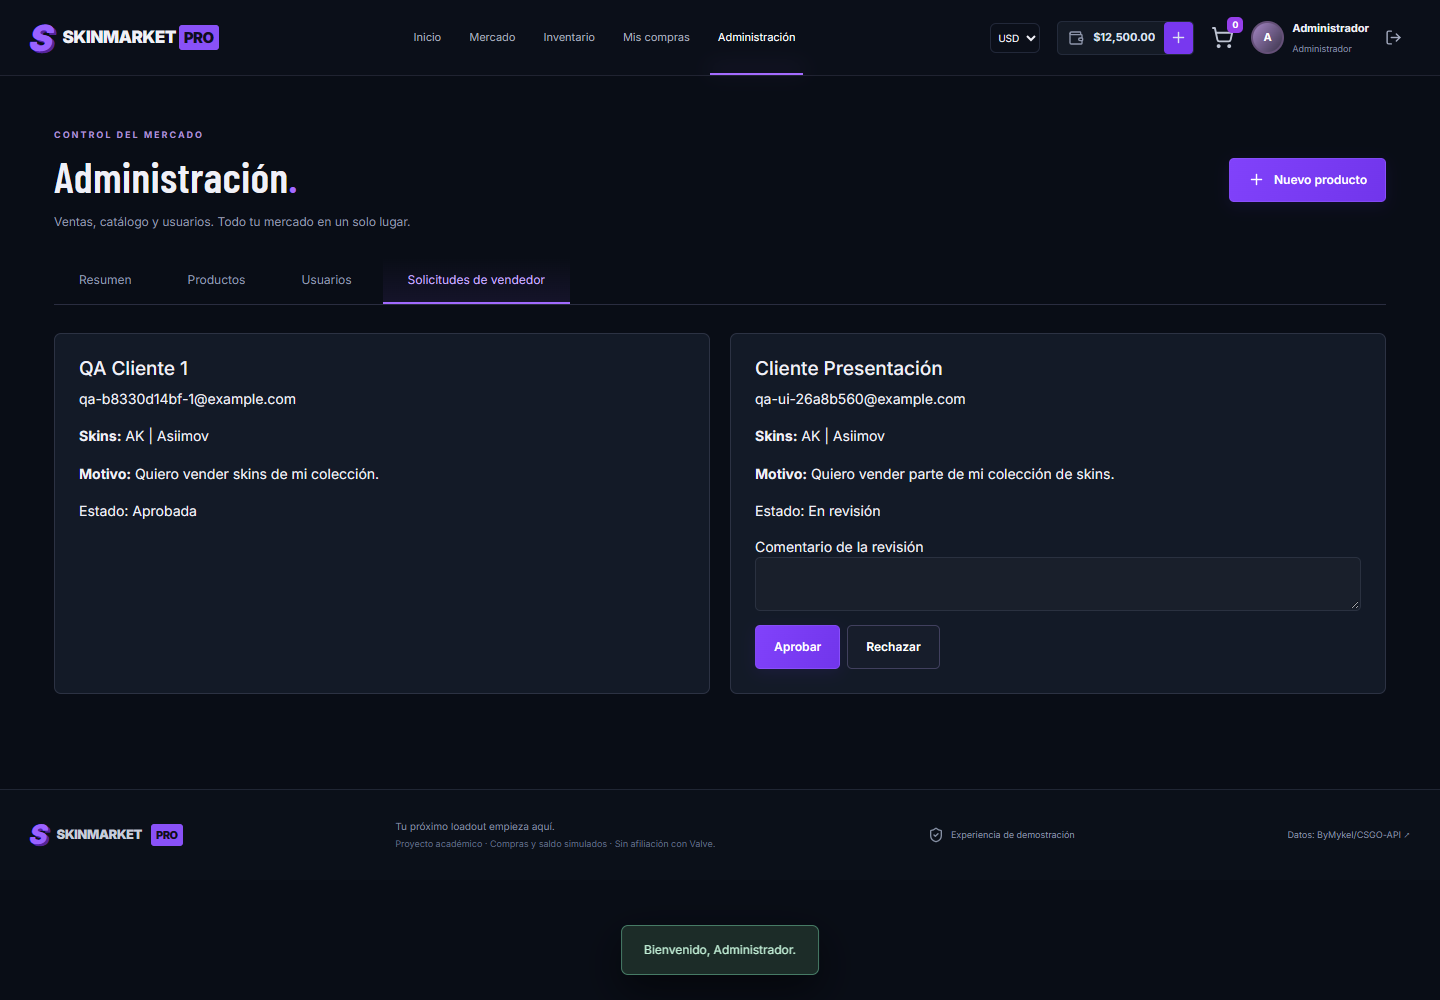 SKINMARKET PRO
Inicio
Mercado
Inventario
Mis compras
Administración
USD
$12,500.00
0
A
Administrador
Administrador
CONTROL DEL MERCADO
Administración.
Ventas, catálogo y usuarios. Todo tu mercado en un solo lugar.
Nuevo producto
Resumen
Productos
Usuarios
Solicitudes de vendedor
QA Cliente 1
qa-b8330d14bf-1@example.com
Skins: AK | Asiimov
Motivo: Quiero vender skins de mi colección.
Estado: Aprobada
Cliente Presentación
qa-ui-26a8b560@example.com
Skins: AK | Asiimov
Motivo: Quiero vender parte de mi colección de skins.
Estado: En revisión
Comentario de la revisión
Aprobar
Rechazar
SKINMARKET PRO
Tu próximo loadout empieza aquí.
Proyecto académico · Compras y saldo simulados · Sin afiliación con Valve.
Experiencia de demostración
Datos: ByMykel/CSGO-API ↗
Bienvenido, Administrador.